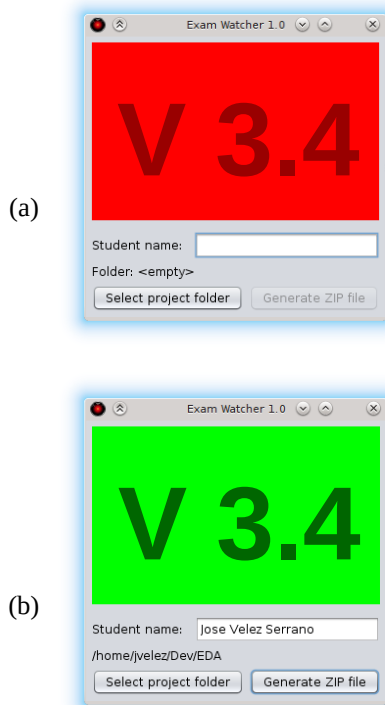 Exam Watcher 1.0
V 3.4
(a)
Student name:
Folder: <empty>
Select project folder Generate ZIP file
Exam Watcher 1.0
V 3.4
(b)
Student name: Jose Velez Serrano
/home/jvelez/Dev/EDA
Select project folder Generate ZIP file